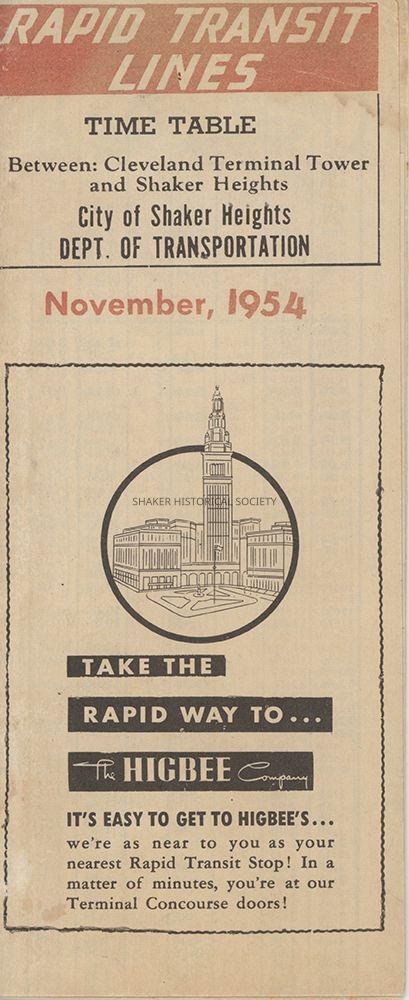 RAPID TRANSIT
LINES
TIME TABLE
Between: Cleveland Terminal Tower
and Shaker Heights
City of Shaker Heights
DEPT. OF TRANSPORTATION
November, 1954
SHAKER HISTORICAL SOCIETY
TAKE THE
RAPID WAY TO...
The HIGBEE Company
IT'S EASY TO GET TO HIGBEE'S...
we're as near to you as your
nearest Rapid Transit Stop! In a
matter of minutes, you're at our
Terminal Concourse doors!